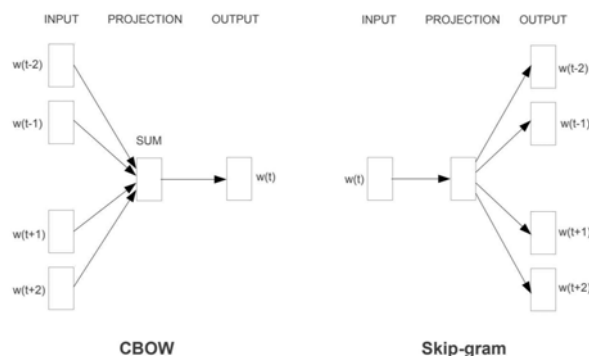 INPUT PROJECTION OUTPUT
w(t-2)
w(t-1)
SUM
w(t)
w(t+1)
w(t+2)
CBOW
INPUT PROJECTION OUTPUT
w(t-2)
w(t-1)
w(t)
w(t+1)
w(t+2)
Skip-gram